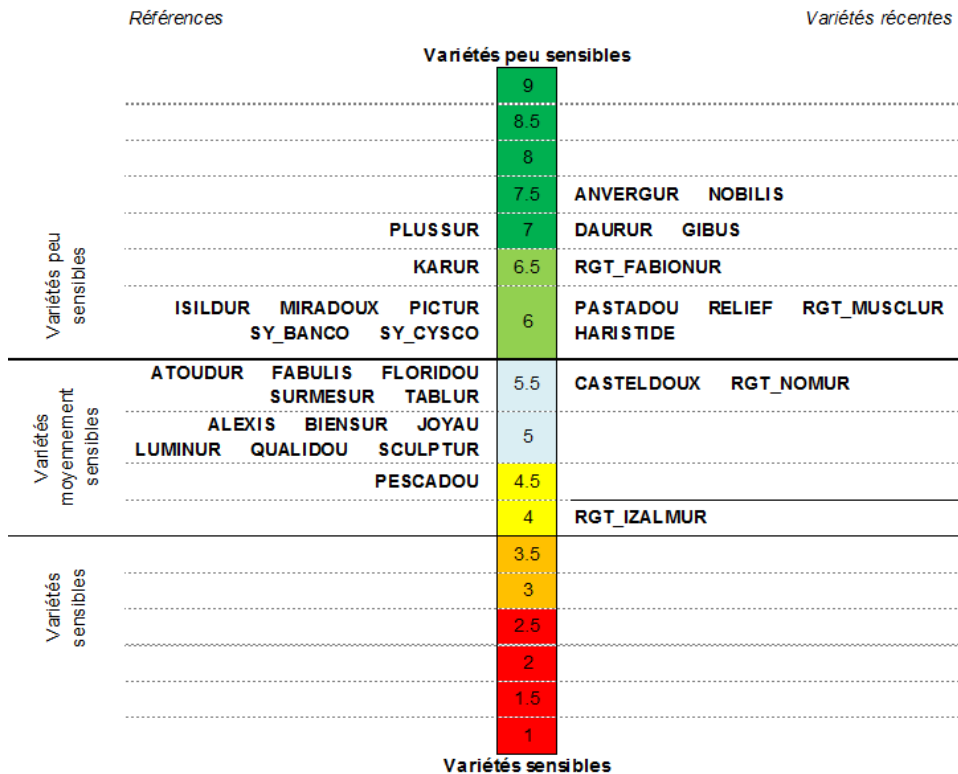 Références Variétés récentes
Variétés peu sensibles
9
8.5
8
7.5 ANVERGUR NOBILIS
PLUSSUR 7 DAURUR GIBUS
KARUR 6.5 RGT_FABIONUR
Variétés peu
sensibles
ISILDUR MIRADOUX PICTUR
SY_BANCO SY_CYSCO
6
PASTADOU RELIEF RGT_MUSCLUR
HARISTIDE
ATOUDUR FABULIS FLORIDOU
SURMESUR TABLUR
5.5 CASTELDOUX RGT_NOMUR
Variétés
moyennement
sensibles
ALEXIS BIENSUR JOYAU
LUMINUR QUALIDOU SCULPTUR
5
PESCADOU 4.5
4 RGT_IZALMUR
Variétés
sensibles
3.5
3
2.5
2
1.5
1
Variétés sensibles